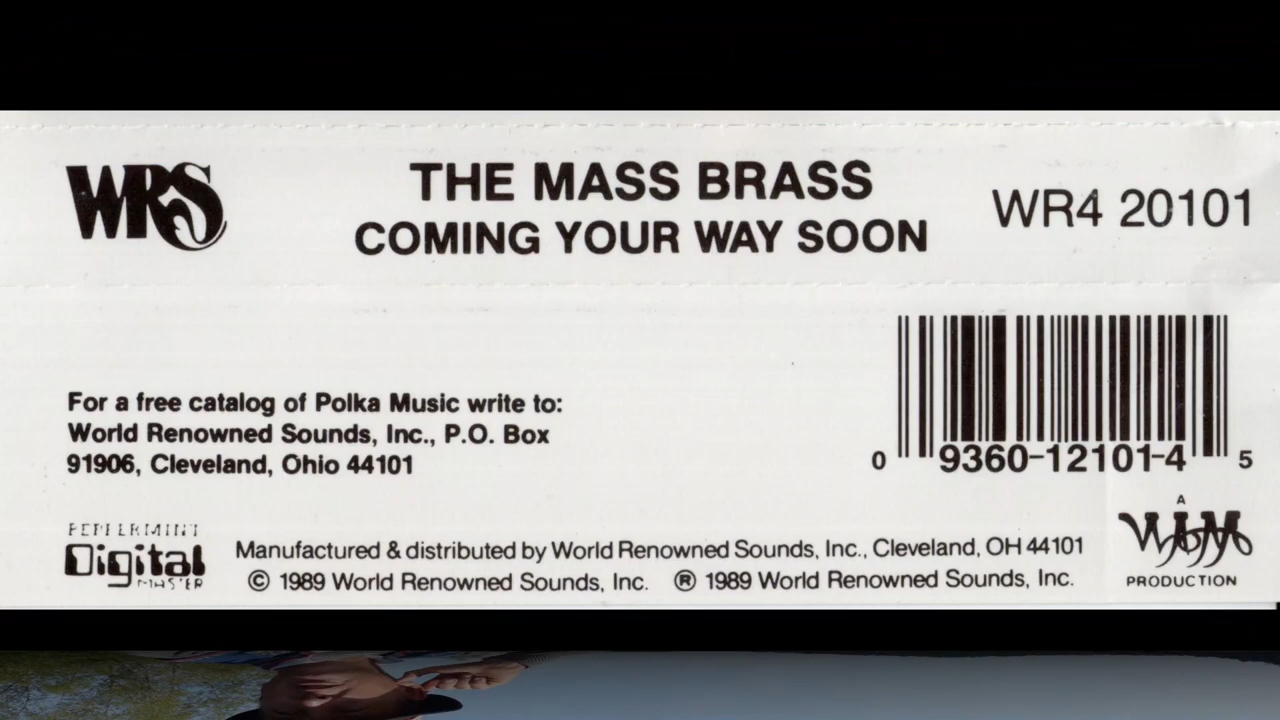 WRS
THE MASS BRASS
COMING YOUR WAY SOON
WR4 20101
For a free catalog of Polka Music write to:
World Renowned Sounds, Inc., P.O. Box
91906, Cleveland, Ohio 44101
0 9360-12101-4 5
PEPPERMINT
Digital
MASTER
Manufactured & distributed by World Renowned Sounds, Inc., Cleveland, OH 44101
© 1989 World Renowned Sounds, Inc. ® 1989 World Renowned Sounds, Inc.
A
WAM
PRODUCTION